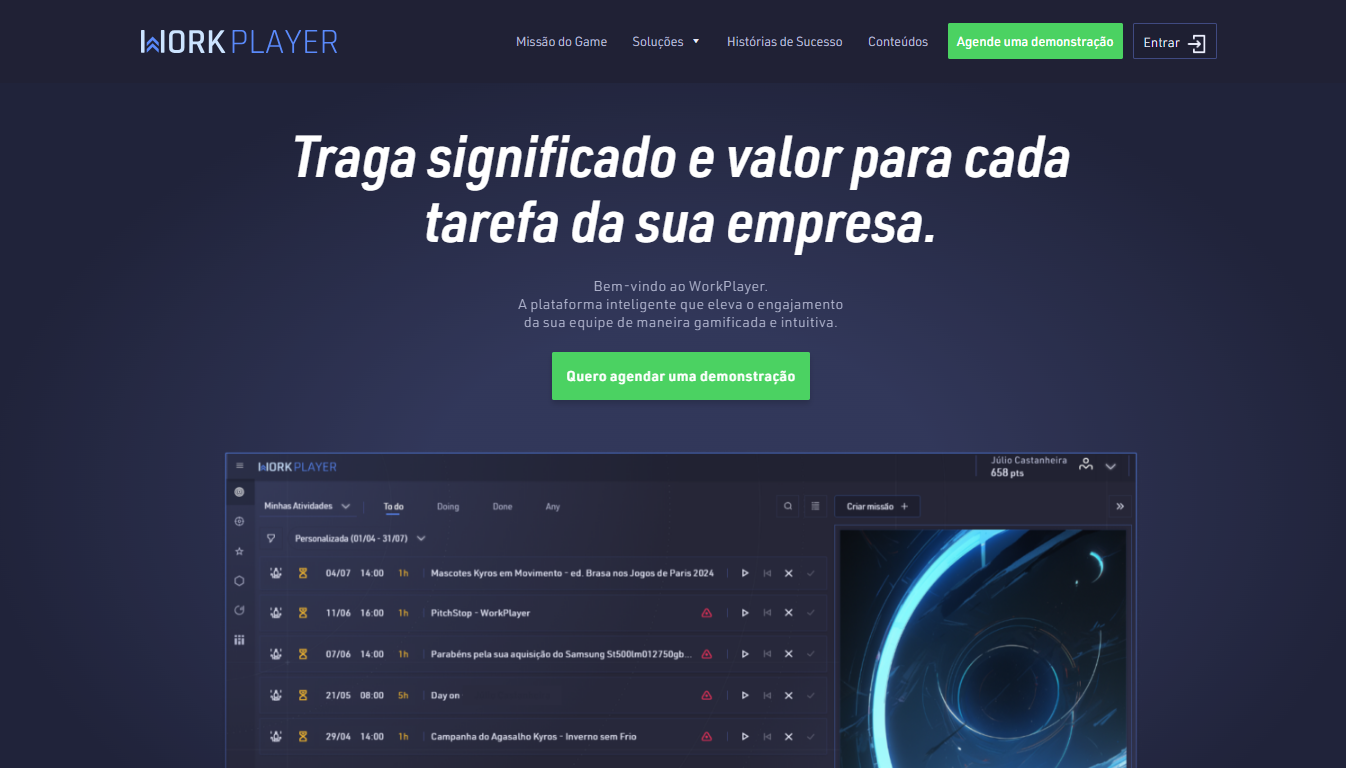 WORKPLAYER
Missão do Game
Soluções
Histórias de Sucesso
Conteúdos
Agende uma demonstração
Entrar
Traga significado e valor para cada
tarefa da sua empresa.
Bem-vindo ao WorkPlayer.
A plataforma inteligente que eleva o engajamento
da sua equipe de maneira gamificada e intuitiva.
Quero agendar uma demonstração
WORKPLAYER
Júlio Castanheira
658 pts
Minhas Atividades
To do
Doing
Done
Any
Criar missão +
Personalizada (01/04 - 31/07)
04/07 14:00 1h Mascotes Kyros em Movimento - ed. Brasa nos Jogos de Paris 2024
11/06 16:00 1h PitchStop - WorkPlayer
07/06 14:00 1h Parabéns pela sua aquisição do Samsung St500lm012750gb...
21/05 08:00 5h Day on
29/04 14:00 1h Campanha do Agasalho Kyros - Inverno sem Frio